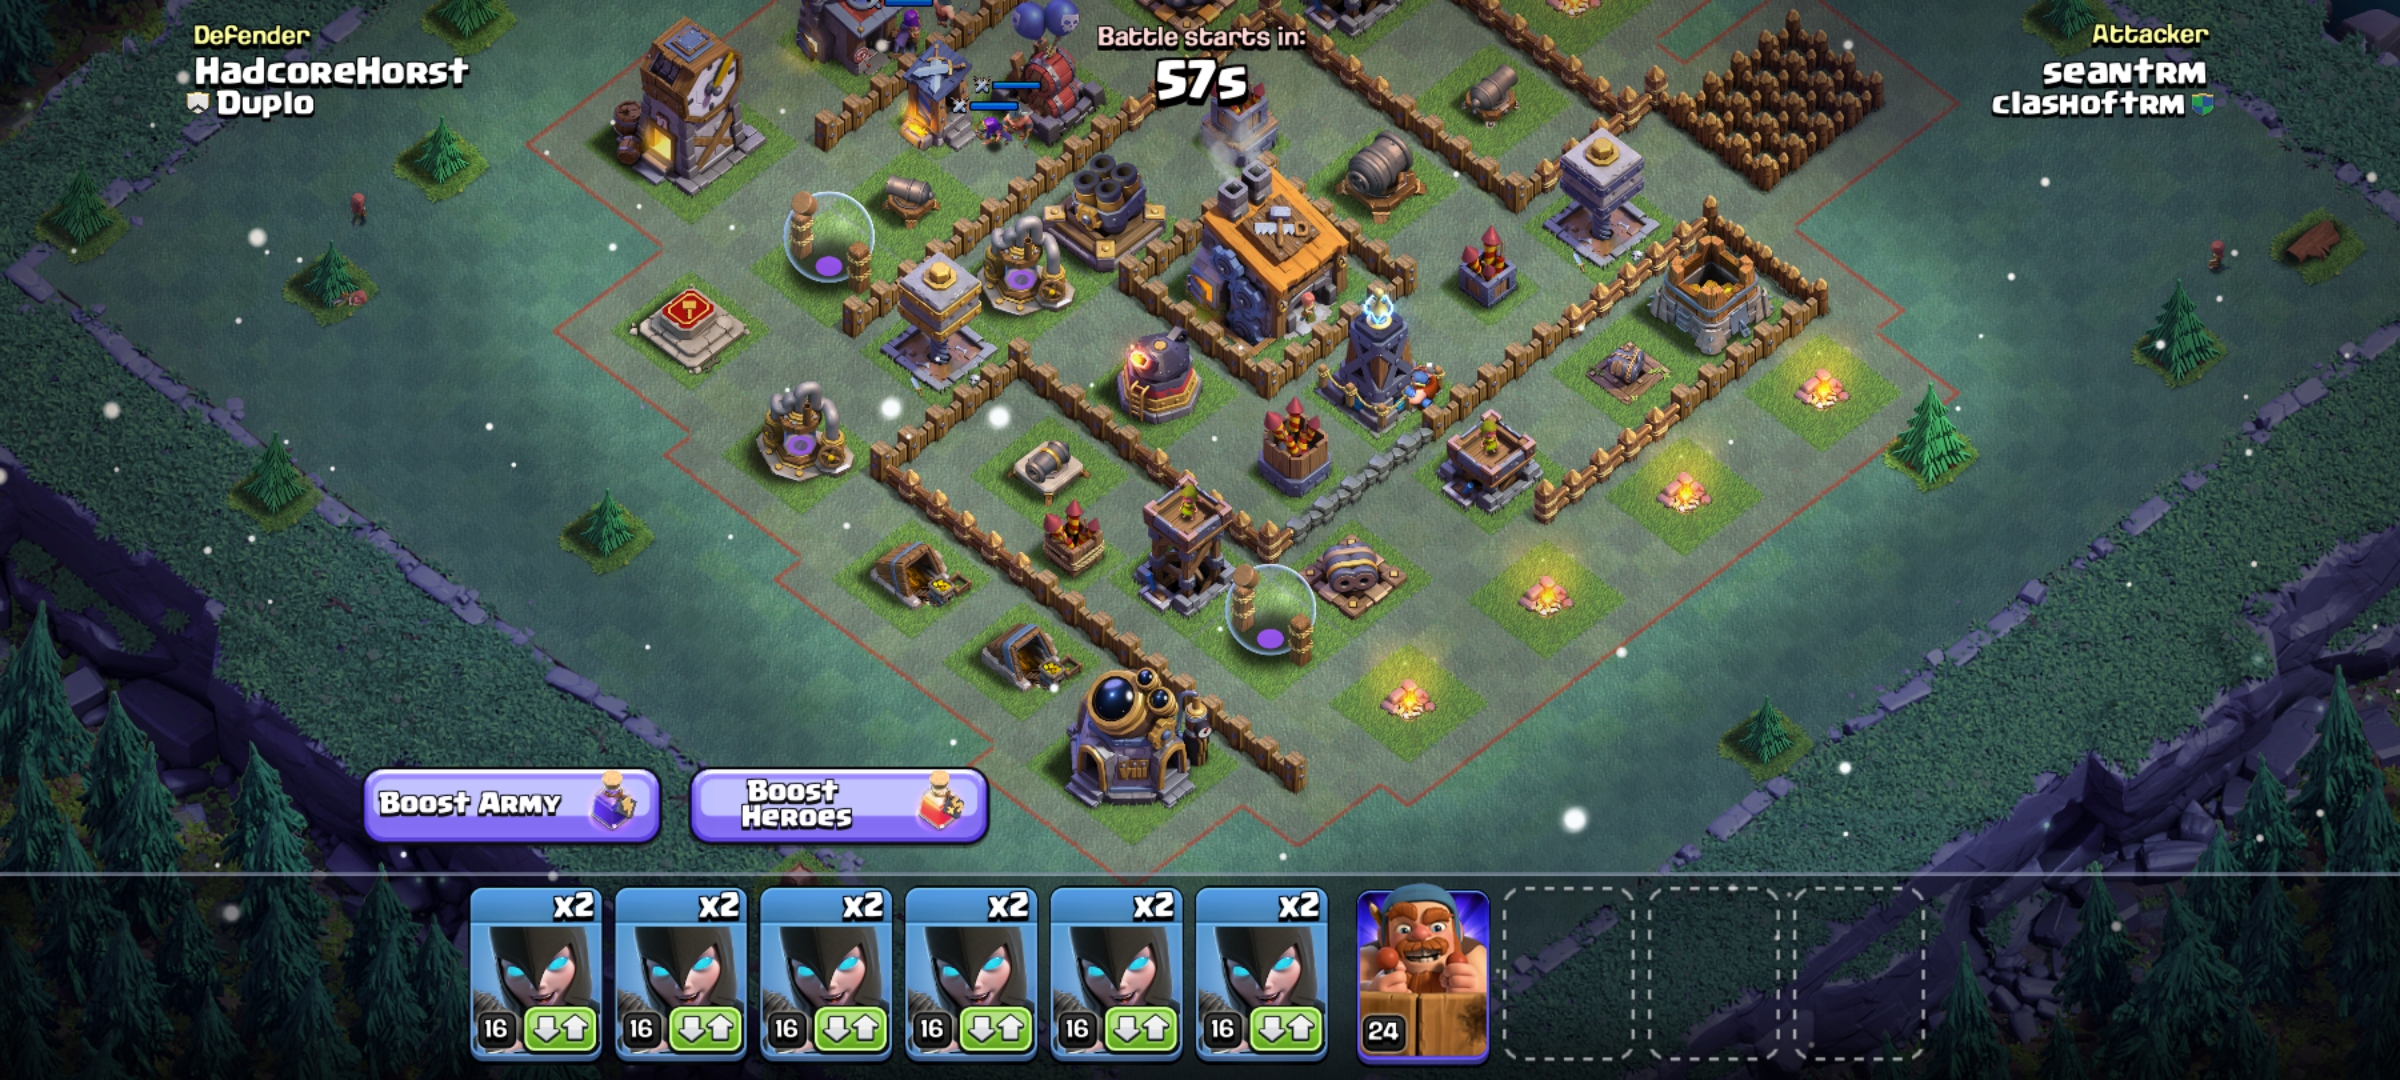 Defender
HadcoreHorst
Duplo
Battle starts in:
57s
Attacker
seantRM
clashoftRM
VIII
Boost Army
Boost
Heroes
x2
x2
x2
x2
x2
x2
16
16
16
16
16
16
24